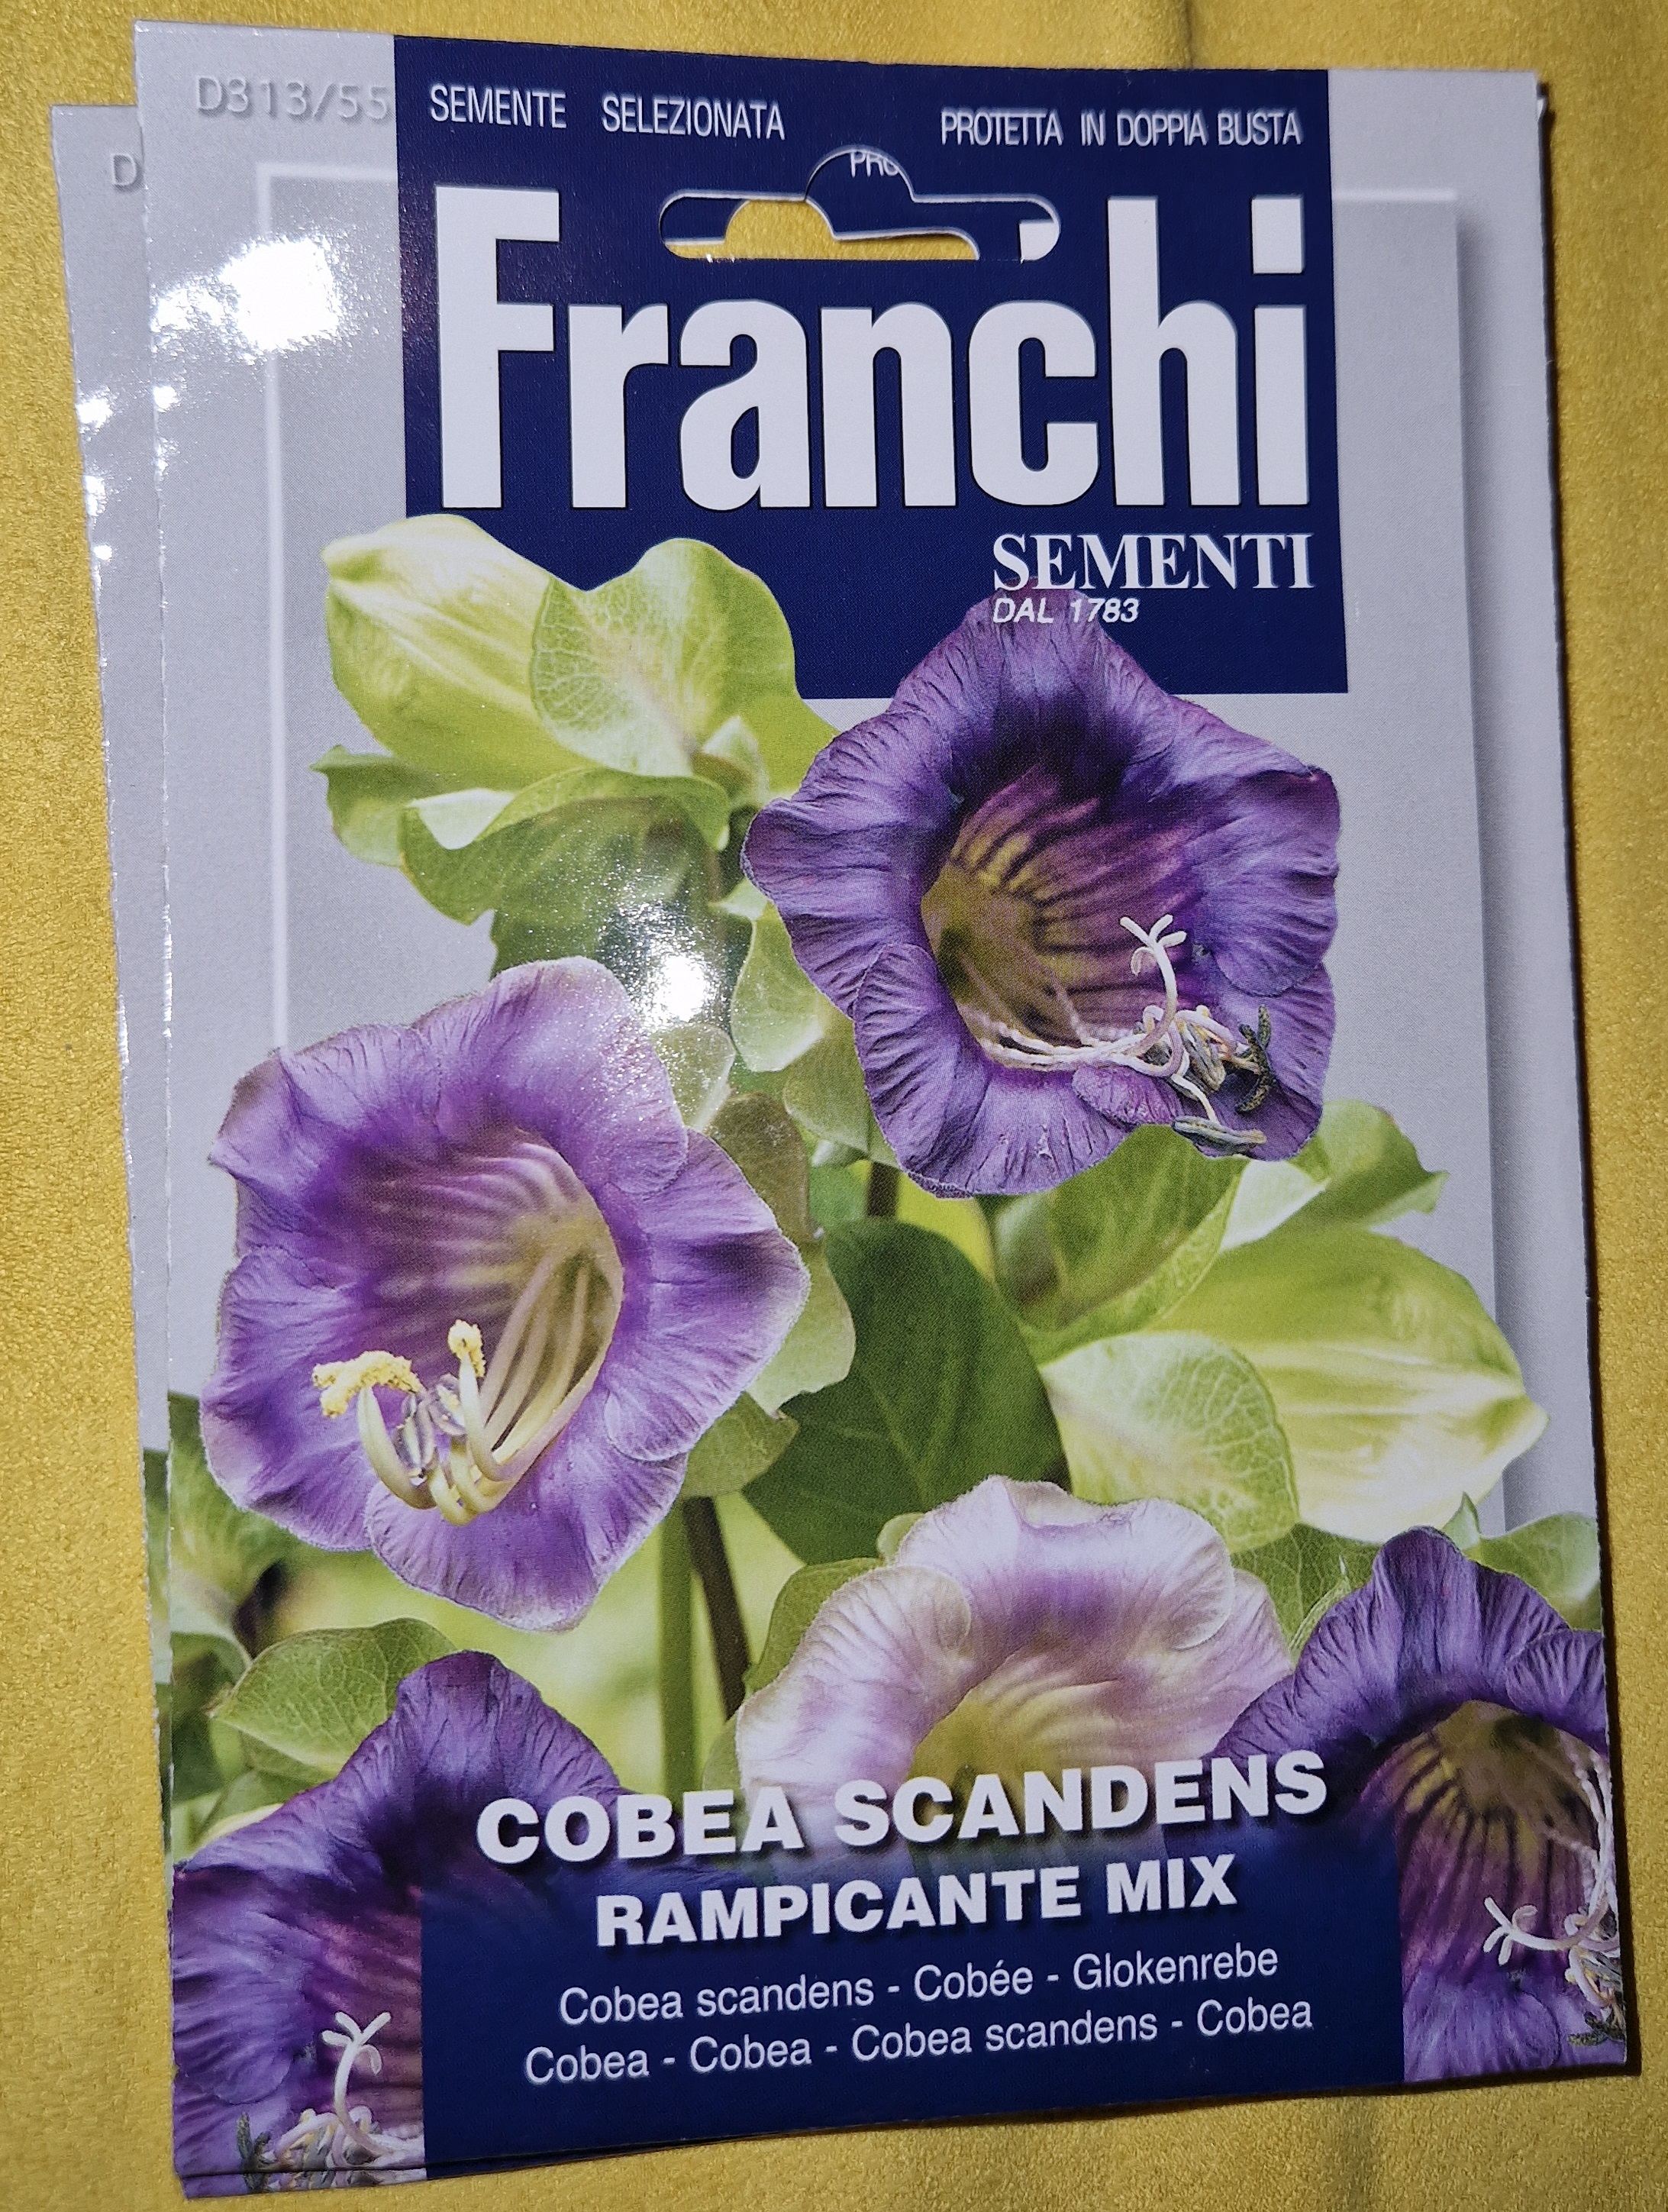 D313/55
SEMENTE SELEZIONATA PROTETTA IN DOPPIA BUSTA
Franchi
SEMENTI
DAL 1783
COBEA SCANDENS
RAMPICANTE MIX
Cobea scandens - Cobée - Glokenrebe
Cobea - Cobea - Cobea scandens - Cobea